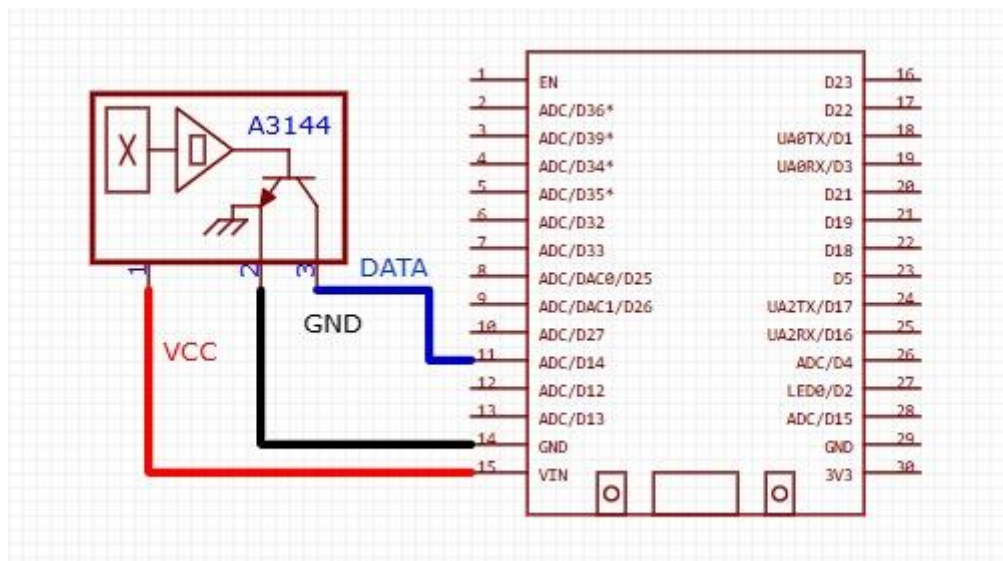 A3144
1
2
3
DATA
GND
VCC
1
EN
2
ADC/D36*
3
ADC/D39*
4
ADC/D34*
5
ADC/D35*
6
ADC/D32
7
ADC/D33
8
ADC/DAC0/D25
9
ADC/DAC1/D26
10
ADC/D27
11
ADC/D14
12
ADC/D12
13
ADC/D13
14
GND
15
VIN
D23
16
D22
17
UA0TX/D1
18
UA0RX/D3
19
D21
20
D19
21
D18
22
D5
23
UA2TX/D17
24
UA2RX/D16
25
ADC/D4
26
LED0/D2
27
ADC/D15
28
GND
29
3V3
30